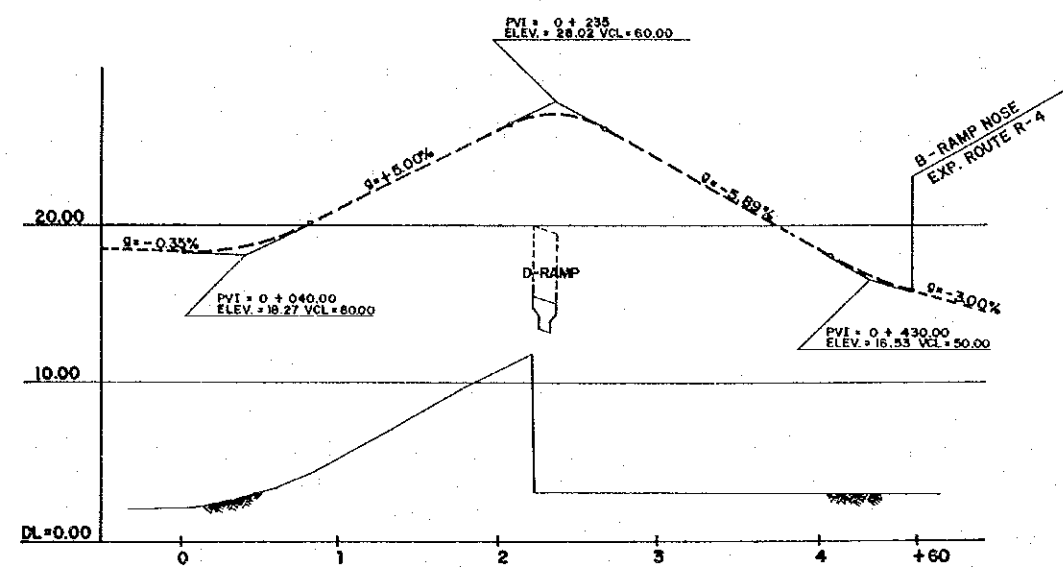 PVI = 0 + 235
ELEV. = 28.02 VCL = 60.00
B-RAMP NOSE
EXP. ROUTE R-4
g=+5.00%
g=-5.89%
20.00
g=-0.35%
D-RAMP
g=-3.00%
PVI = 0 + 040.00
ELEV. = 18.27 VCL = 80.00
PVI = 0 + 430.00
ELEV. = 16.53 VCL = 50.00
10.00
DL=0.00
0 1 2 3 4 +60